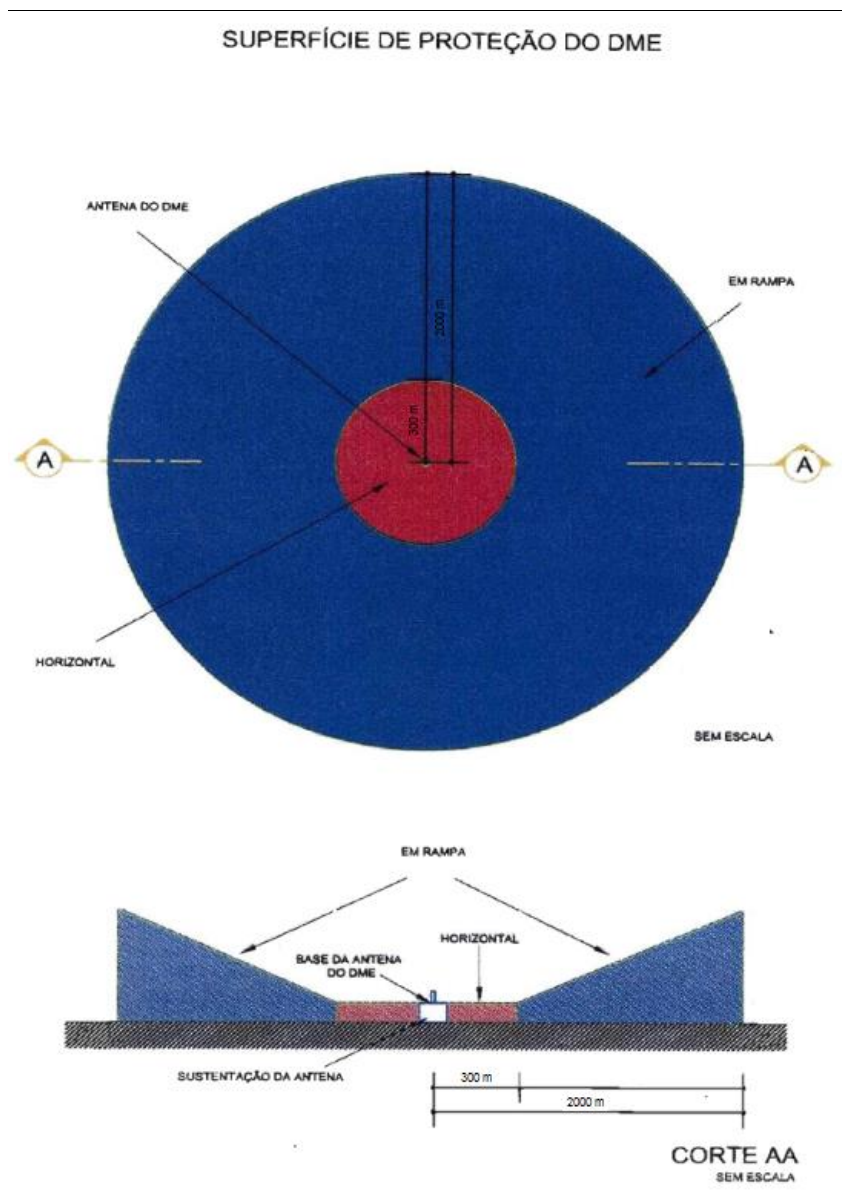 SUPERFÍCIE DE PROTEÇÃO DO DME
ANTENA DO DME
EM RAMPA
2000 m
300 m
A
A
HORIZONTAL
SEM ESCALA
EM RAMPA
HORIZONTAL
BASE DA ANTENA
DO DME
SUSTENTAÇÃO DA ANTENA
300 m
2000 m
CORTE AA
SEM ESCALA